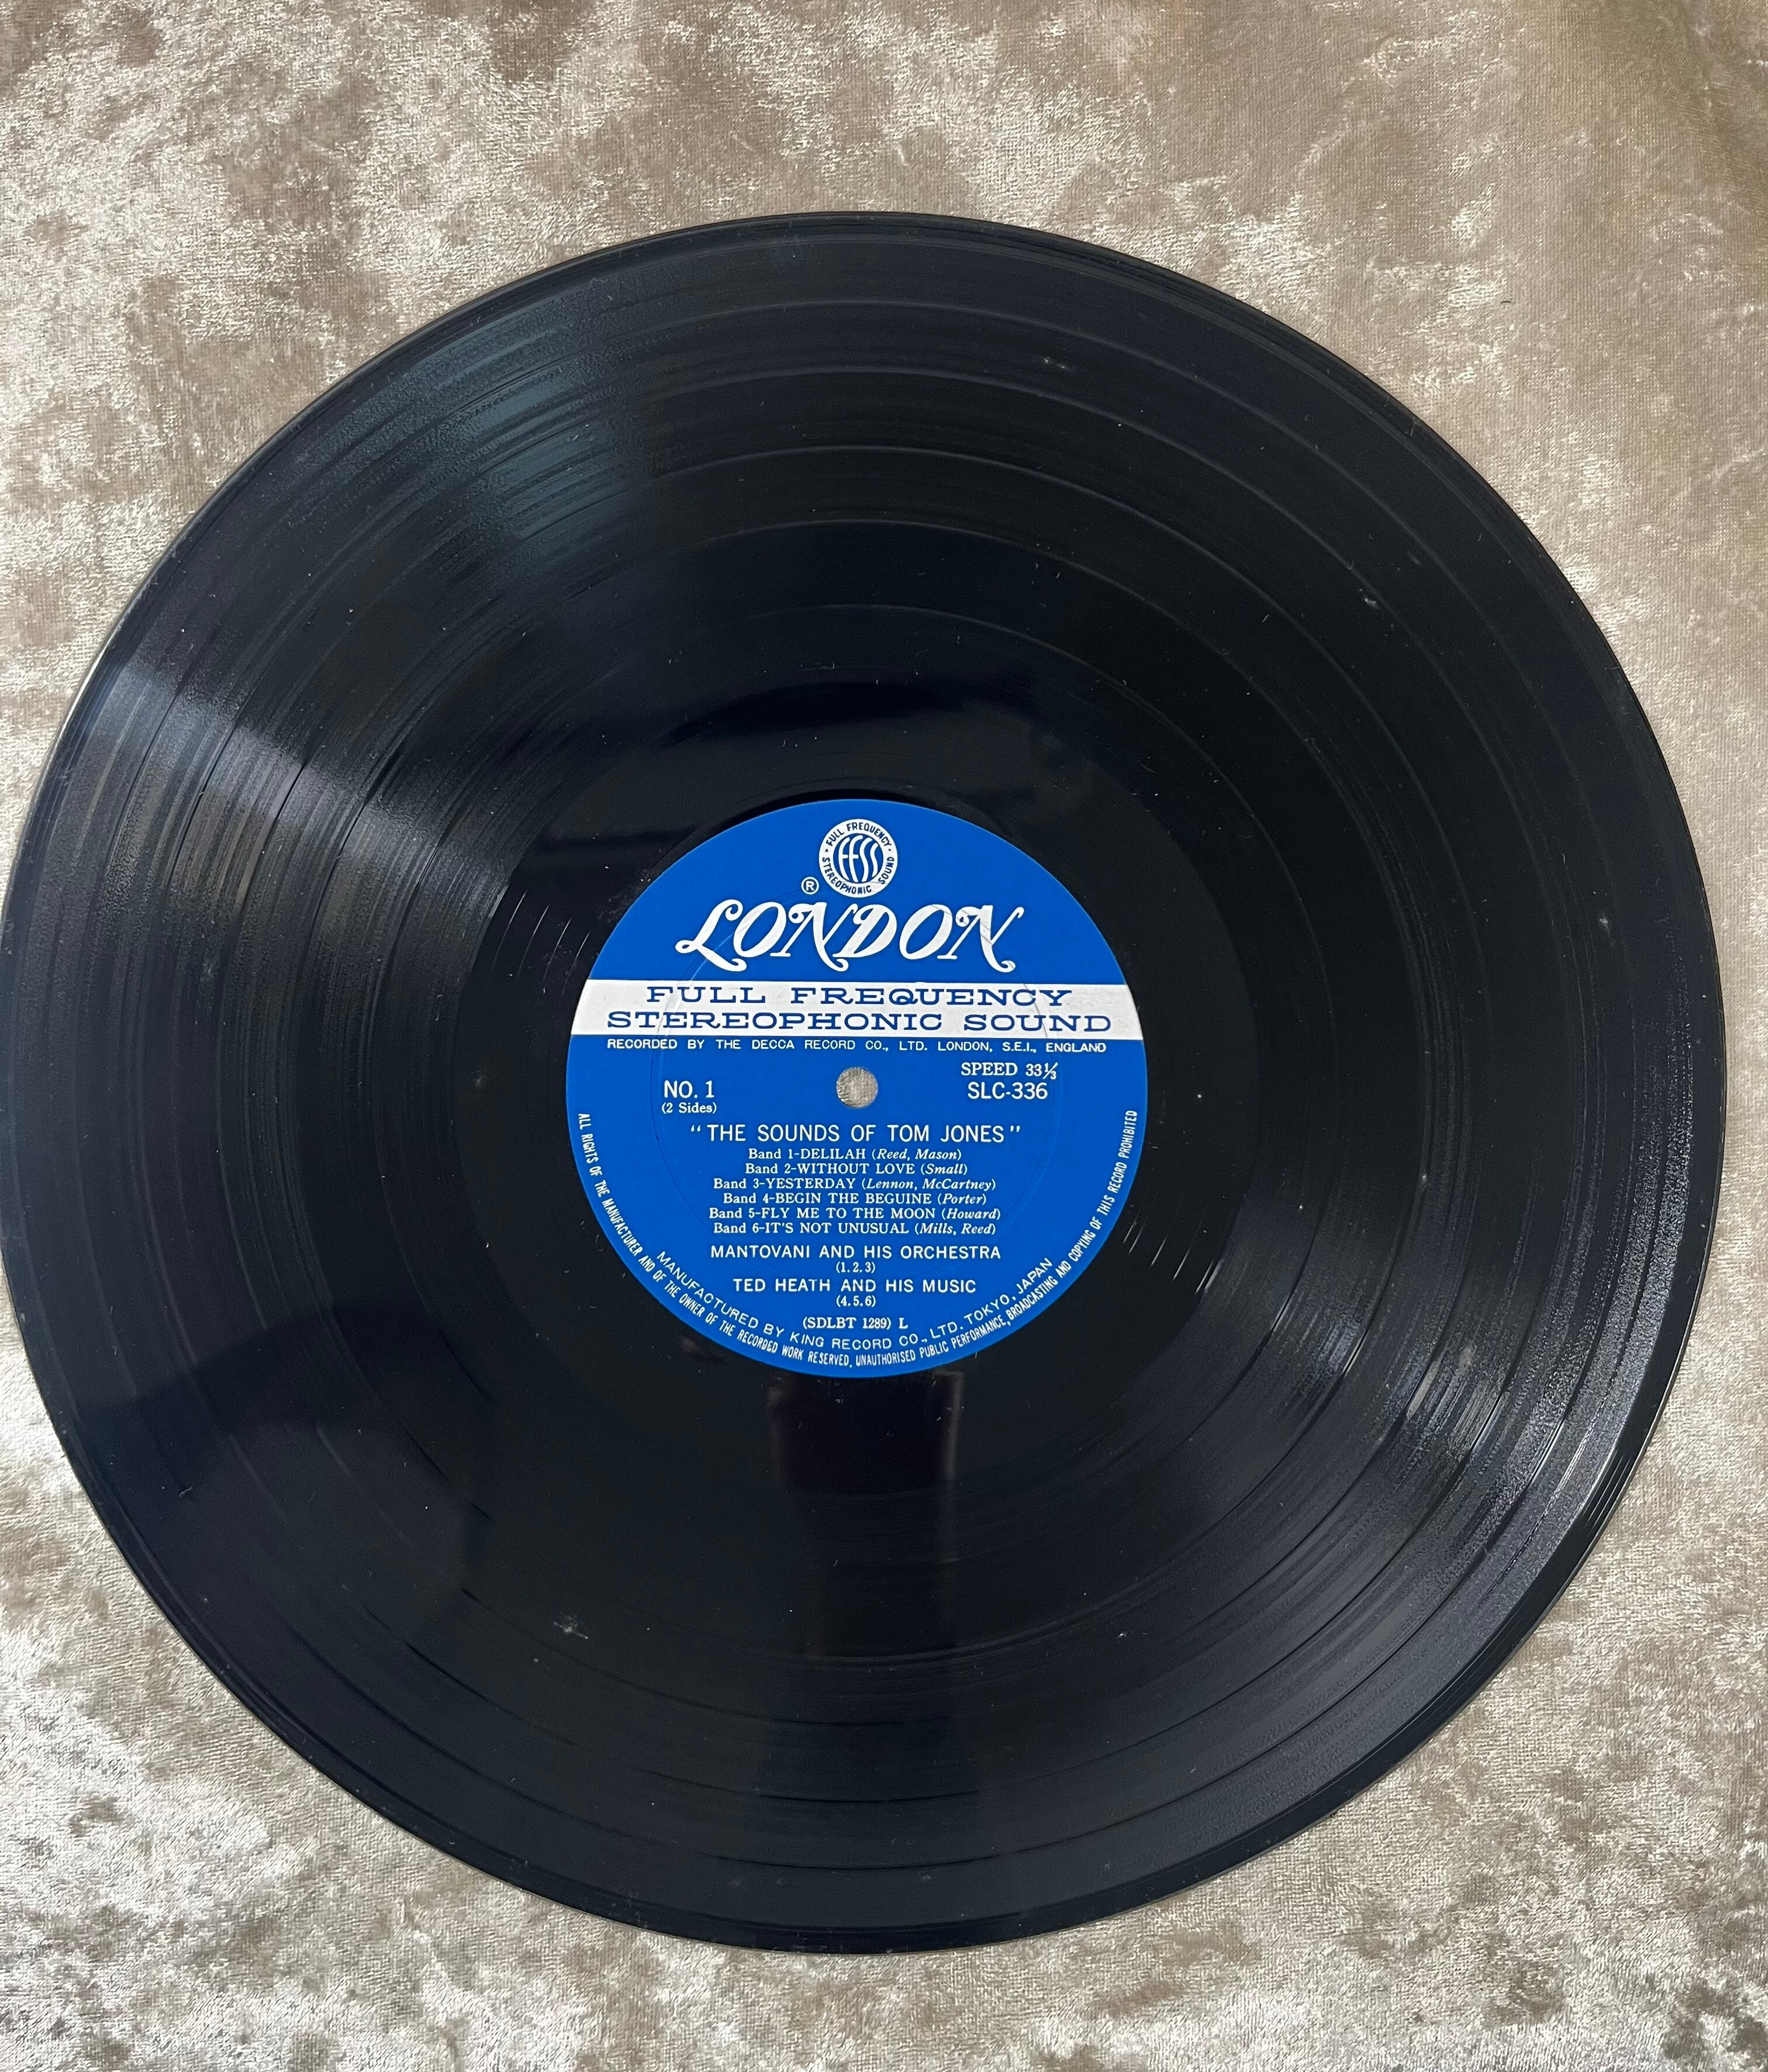 FULL FREQUENCY
FFSS
STEREOPHONIC SOUND
®
LONDON
FULL FREQUENCY
STEREOPHONIC SOUND
RECORDED BY THE DECCA RECORD CO., LTD. LONDON, S.E.I., ENGLAND
SPEED 33⅓
NO. 1 SLC-336
(2 Sides)
“THE SOUNDS OF TOM JONES”
Band 1-DELILAH (Reed, Mason)
Band 2-WITHOUT LOVE (Small)
Band 3-YESTERDAY (Lennon, McCartney)
Band 4-BEGIN THE BEGUINE (Porter)
Band 5-FLY ME TO THE MOON (Howard)
Band 6-IT'S NOT UNUSUAL (Mills, Reed)
MANTOVANI AND HIS ORCHESTRA
(1.2.3)
TED HEATH AND HIS MUSIC
(4.5.6)
(SDLBT 1289) L
MANUFACTURED BY KING RECORD CO., LTD. TOKYO, JAPAN
ALL RIGHTS OF THE MANUFACTURER AND OF THE OWNER OF THE RECORDED WORK RESERVED, UNAUTHORISED PUBLIC PERFORMANCE, BROADCASTING AND COPYING OF THIS RECORD PROHIBITED